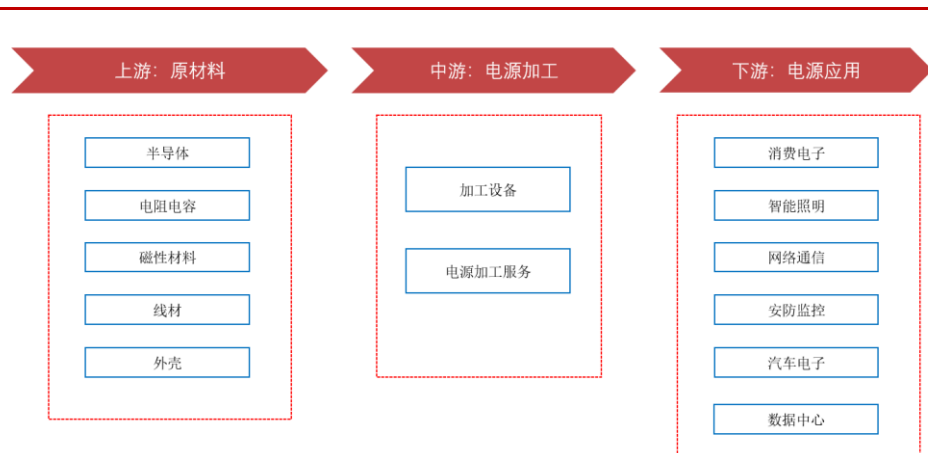 上游：原材料
中游：电源加工
下游：电源应用
半导体
电阻电容
磁性材料
线材
外壳
加工设备
电源加工服务
消费电子
智能照明
网络通信
安防监控
汽车电子
数据中心